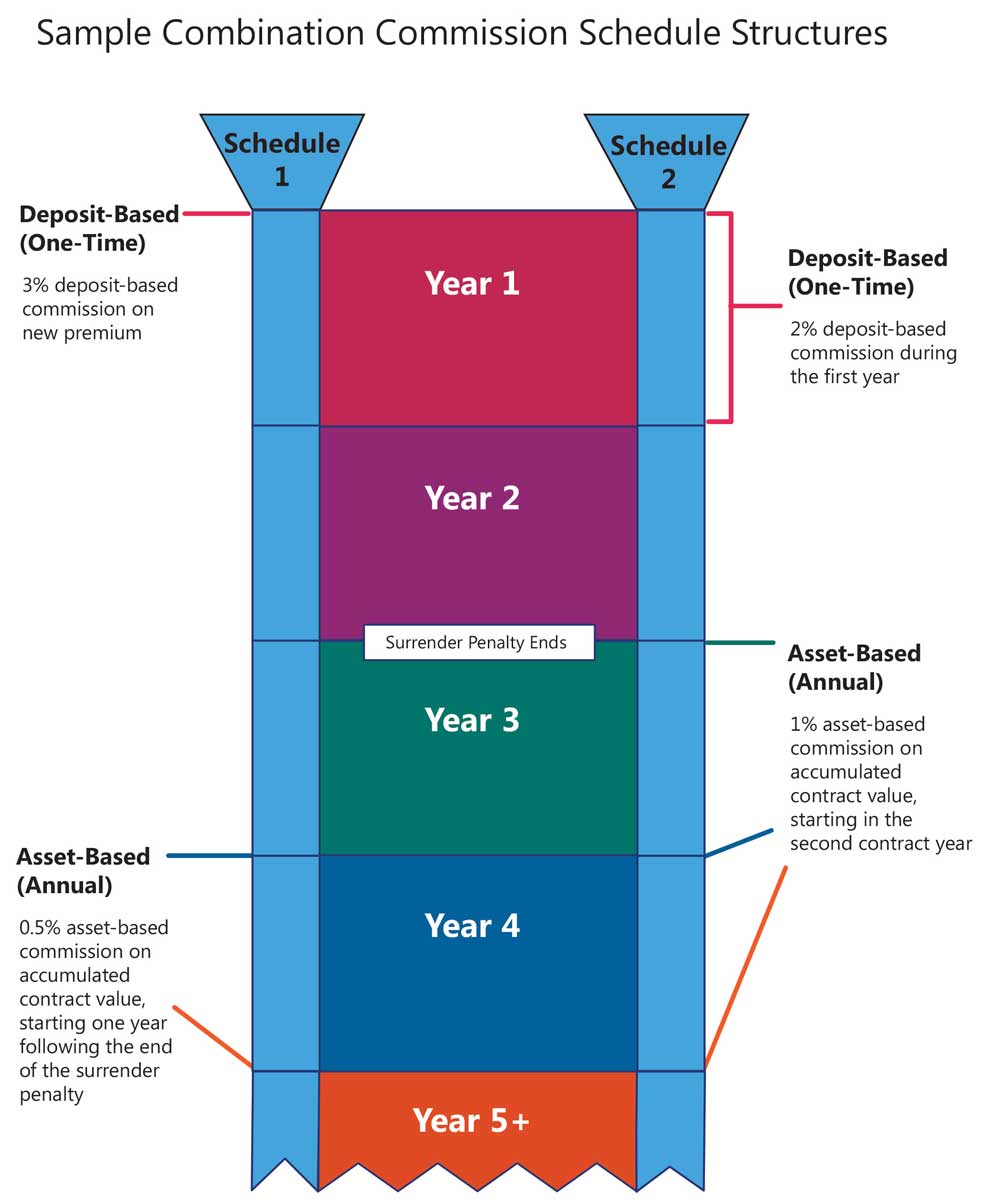 Sample Combination Commission Schedule Structures
Schedule
1
Schedule
2
Deposit-Based
(One-Time)
3% deposit-based
commission on
new premium
Year 1
Deposit-Based
(One-Time)
2% deposit-based
commission during
the first year
Year 2
Surrender Penalty Ends
Year 3
Asset-Based
(Annual)
1% asset-based
commission on
accumulated
contract value,
starting in the
second contract year
Asset-Based
(Annual)
0.5% asset-based
commission on
accumulated
contract value,
starting one year
following the end
of the surrender
penalty
Year 4
Year 5+